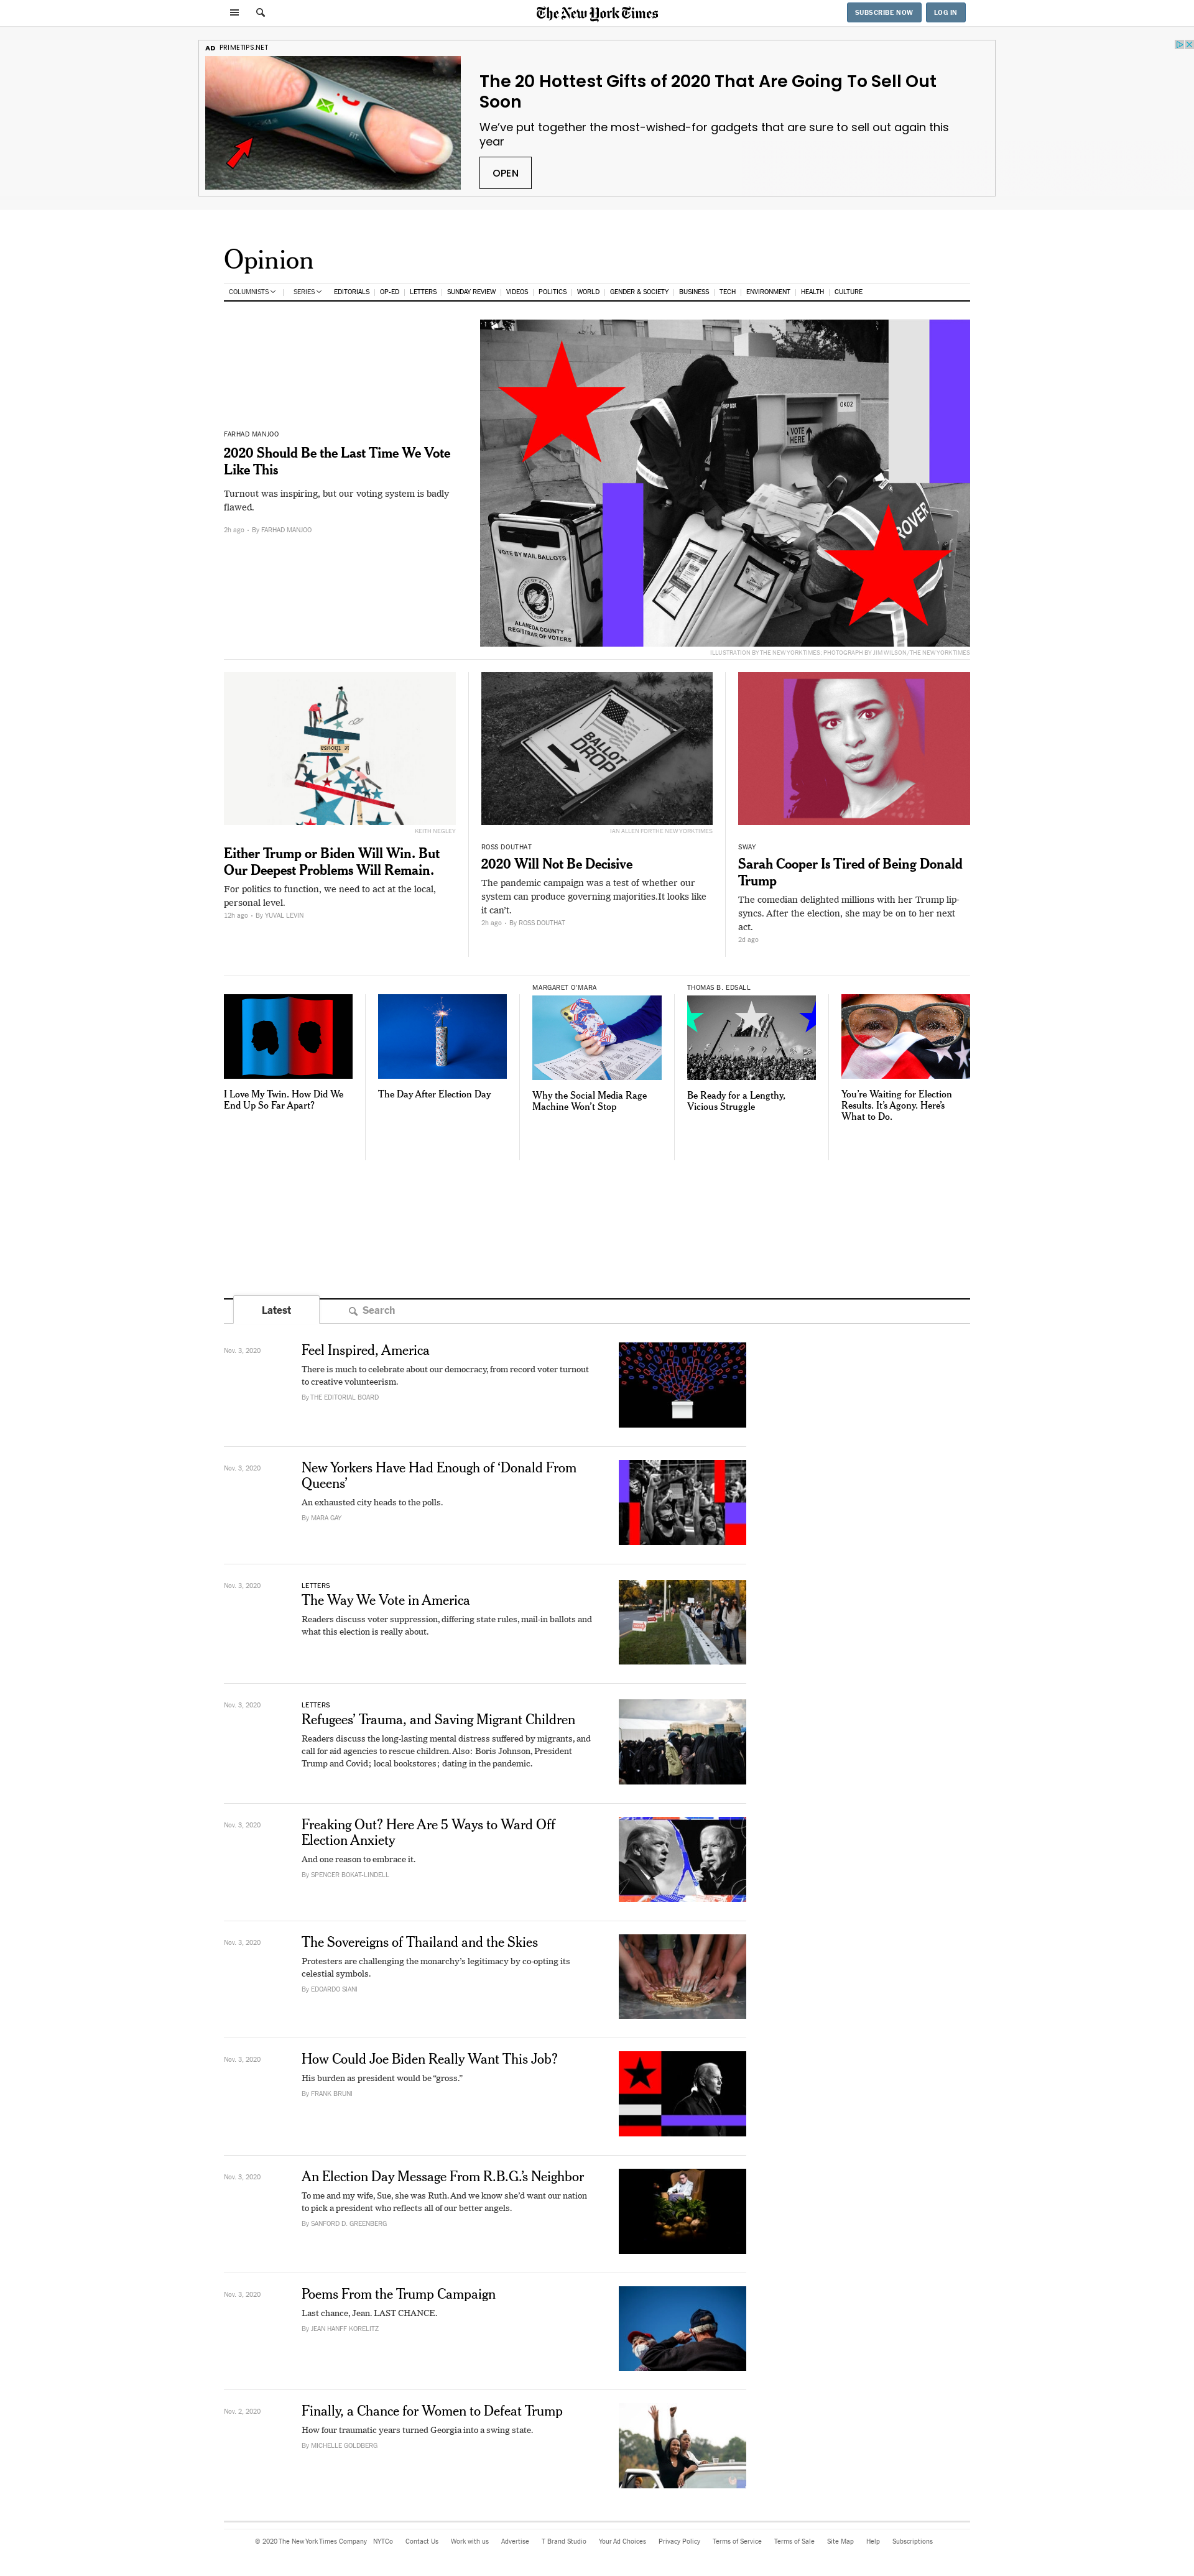 The New York Times
SUBSCRIBE NOW
LOG IN
AD PRIMETIPS.NET
The 20 Hottest Gifts of 2020 That Are Going To Sell Out
Soon
We've put together the most-wished-for gadgets that are sure to sell out again this
year
OPEN
Opinion
COLUMNISTS | SERIES EDITORIALS | OP-ED | LETTERS | SUNDAY REVIEW | VIDEOS | POLITICS | WORLD | GENDER & SOCIETY | BUSINESS | TECH | ENVIRONMENT | HEALTH | CULTURE
FARHAD MANJOO
2020 Should Be the Last Time We Vote
Like This
Turnout was inspiring, but our voting system is badly
flawed.
2h ago • By FARHAD MANJOO
VOTE
HERE
OK02
VOTE BY MAIL BALLOTS
ALAMEDA COUNTY
REGISTRAR OF VOTERS
ROVER
ILLUSTRATION BY THE NEW YORK TIMES; PHOTOGRAPH BY JIM WILSON/THE NEW YORK TIMES
KEITH NEGLEY
Either Trump or Biden Will Win. But
Our Deepest Problems Will Remain.
For politics to function, we need to act at the local,
personal level.
12h ago • By YUVAL LEVIN
BALLOT
DROP
IAN ALLEN FOR THE NEW YORK TIMES
ROSS DOUTHAT
2020 Will Not Be Decisive
The pandemic campaign was a test of whether our
system can produce governing majorities.It looks like
it can't.
2h ago • By ROSS DOUTHAT
SWAY
Sarah Cooper Is Tired of Being Donald
Trump
The comedian delighted millions with her Trump lip-
syncs. After the election, she may be on to her next
act.
2d ago
I Love My Twin. How Did We
End Up So Far Apart?
The Day After Election Day
MARGARET O'MARA
Why the Social Media Rage
Machine Won't Stop
THOMAS B. EDSALL
Be Ready for a Lengthy,
Vicious Struggle
You're Waiting for Election
Results. It's Agony. Here's
What to Do.
Latest
Search
Nov. 3, 2020
Feel Inspired, America
There is much to celebrate about our democracy, from record voter turnout
to creative volunteerism.
By THE EDITORIAL BOARD
Nov. 3, 2020
New Yorkers Have Had Enough of ‘Donald From
Queens’
An exhausted city heads to the polls.
By MARA GAY
Nov. 3, 2020
LETTERS
The Way We Vote in America
Readers discuss voter suppression, differing state rules, mail-in ballots and
what this election is really about.
Nov. 3, 2020
LETTERS
Refugees’ Trauma, and Saving Migrant Children
Readers discuss the long-lasting mental distress suffered by migrants, and
call for aid agencies to rescue children. Also: Boris Johnson, President
Trump and Covid; local bookstores; dating in the pandemic.
Nov. 3, 2020
Freaking Out? Here Are 5 Ways to Ward Off
Election Anxiety
And one reason to embrace it.
By SPENCER BOKAT-LINDELL
Nov. 3, 2020
The Sovereigns of Thailand and the Skies
Protesters are challenging the monarchy’s legitimacy by co-opting its
celestial symbols.
By EDOARDO SIANI
Nov. 3, 2020
How Could Joe Biden Really Want This Job?
His burden as president would be “gross.”
By FRANK BRUNI
Nov. 3, 2020
An Election Day Message From R.B.G.’s Neighbor
To me and my wife, Sue, she was Ruth. And we know she’d want our nation
to pick a president who reflects all of our better angels.
By SANFORD D. GREENBERG
Nov. 3, 2020
Poems From the Trump Campaign
Last chance, Jean. LAST CHANCE.
By JEAN HANFF KORELITZ
Nov. 2, 2020
Finally, a Chance for Women to Defeat Trump
How four traumatic years turned Georgia into a swing state.
By MICHELLE GOLDBERG
© 2020 The New York Times Company NYTCo Contact Us Work with us Advertise T Brand Studio Your Ad Choices Privacy Policy Terms of Service Terms of Sale Site Map Help Subscriptions